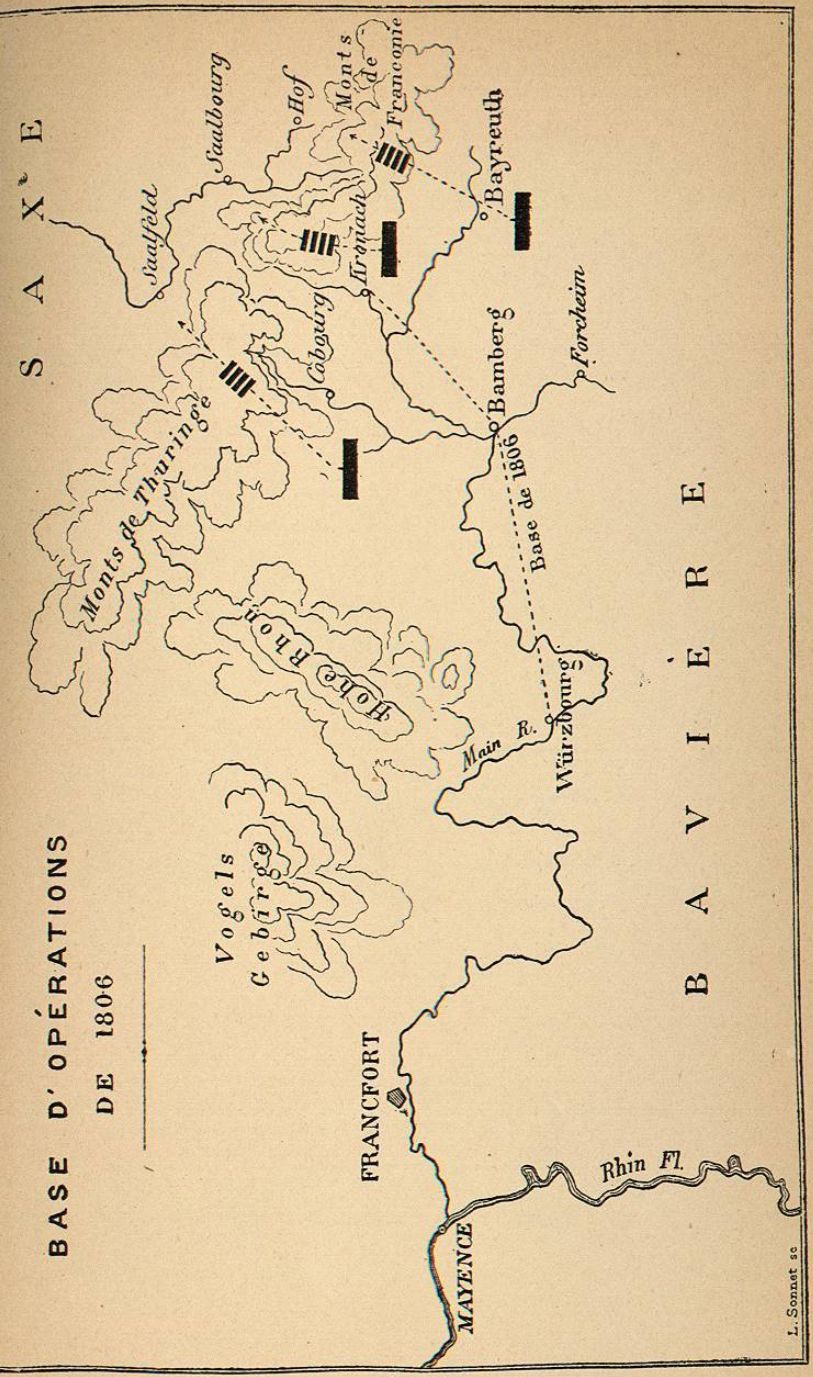 BASE D'OPÉRATIONS
DE 1806
SAXE
Saalfeld
Saalbourg
Hof
Monts
de
Franconie
Monts de Thuringe
Cobourg
Kronach
Bayreuth
Hohe Rhön
Vogels
Gebirge
Bamberg
Forcheim
Base de 1806
Main R.
Würzbourg
FRANCFORT
MAYENCE
Rhin Fl.
BAVIÈRE
L. Sonnet sc